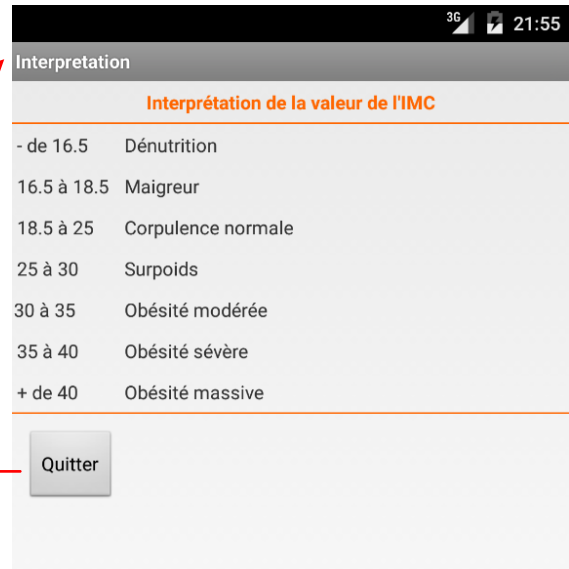 3G 21:55
Interpretation
Interprétation de la valeur de l'IMC
- de 16.5 Dénutrition
16.5 à 18.5 Maigreur
18.5 à 25 Corpulence normale
25 à 30 Surpoids
30 à 35 Obésité modérée
35 à 40 Obésité sévère
+ de 40 Obésité massive
Quitter